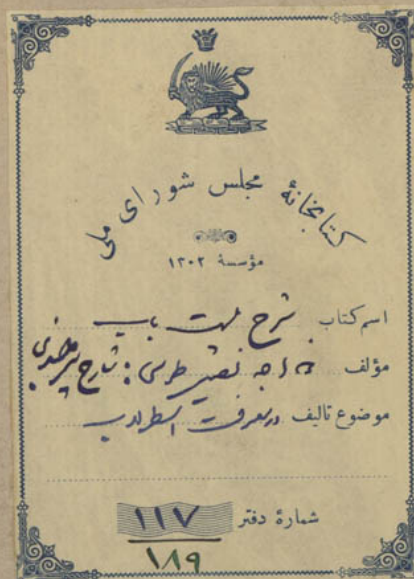 کتابخانهٔ مجلس شورای ملی
مؤسسهٔ ۱۳۰۲
اسم کتاب شرح بیست باب
مؤلف خواجه نصیر طوسی : شارح بیرجندی
موضوع تالیف در معرفت اسطرلاب
شمارهٔ دفتر ۱۱۷
۱۸۹